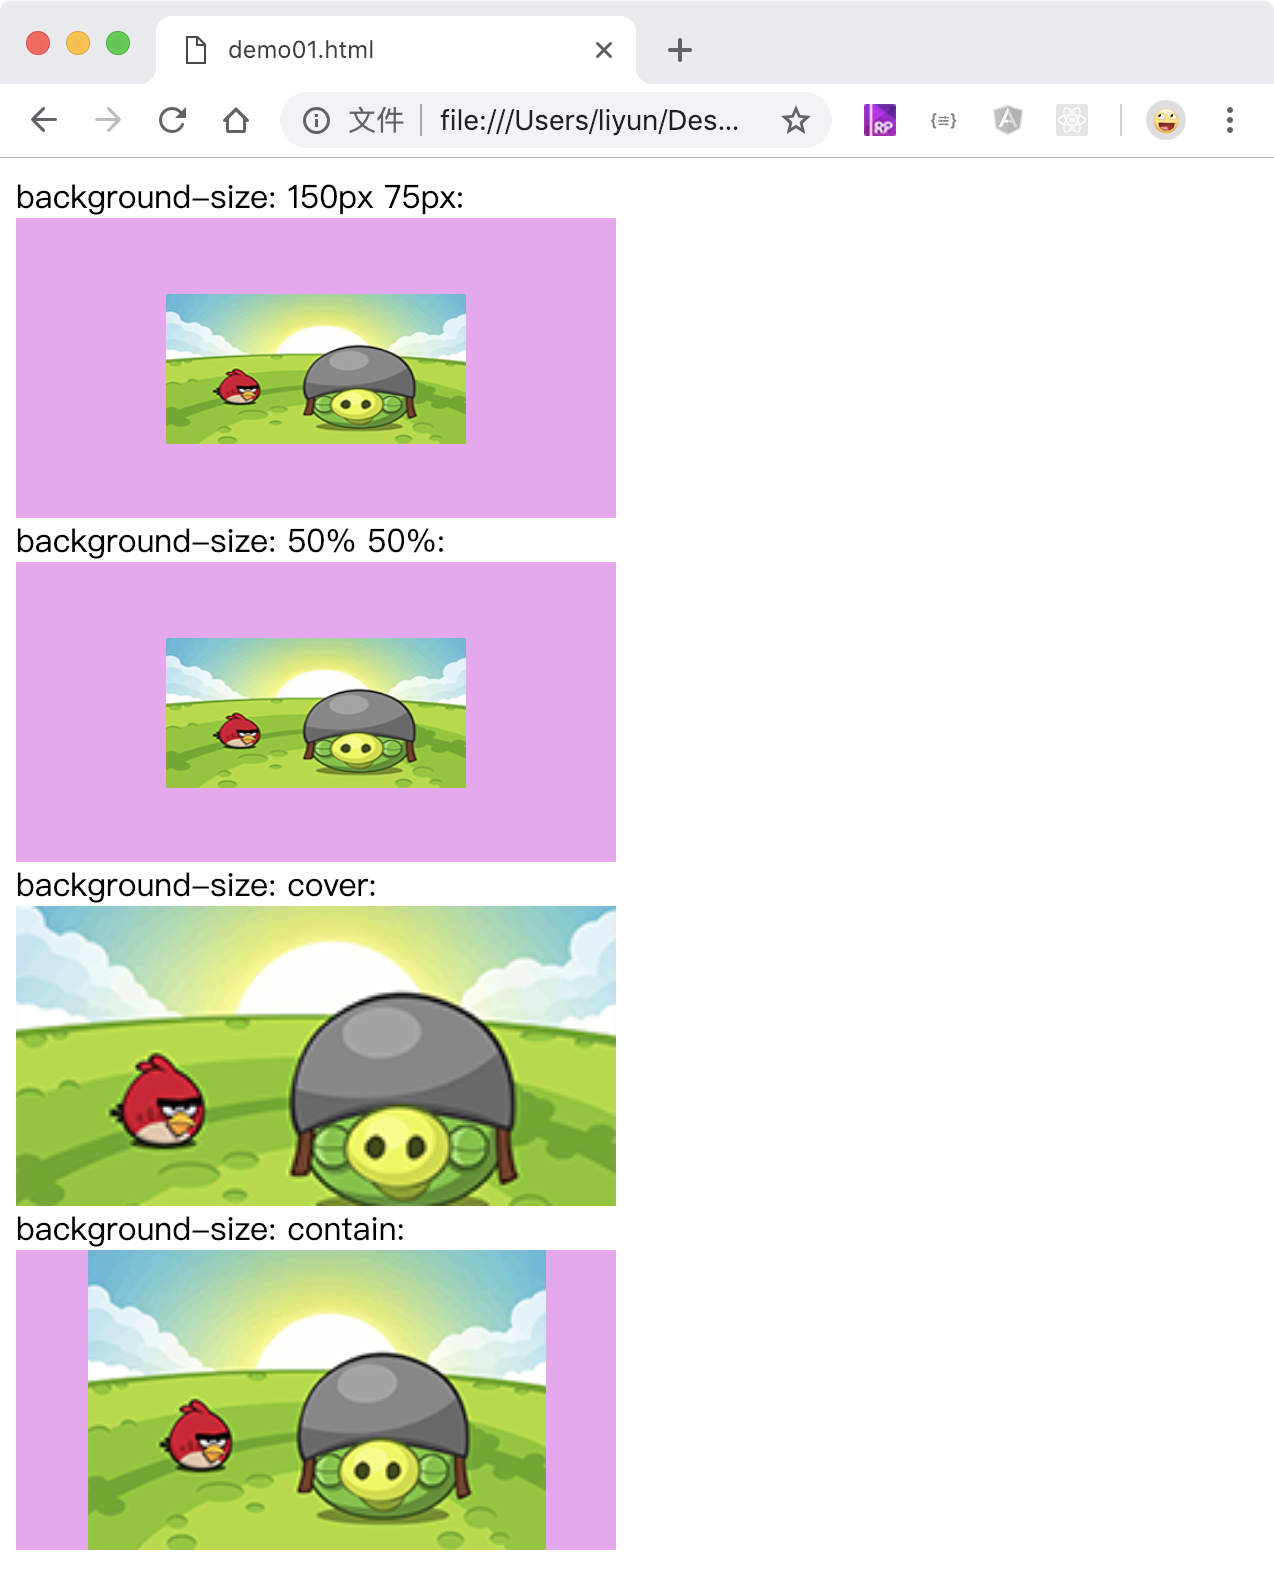 demo01.html
文件 file:///Users/liyun/Des...
RP
background-size: 150px 75px:
background-size: 50% 50%:
background-size: cover:
background-size: contain: